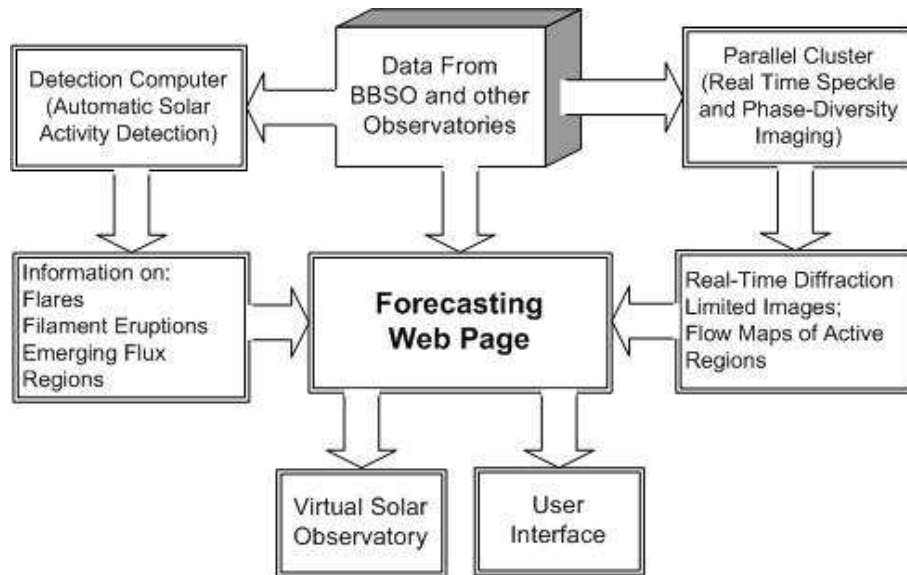 Detection Computer
(Automatic Solar
Activity Detection)
Data From
BBSO and other
Observatories
Parallel Cluster
(Real Time Speckle
and Phase-Diversity
Imaging)
Information on:
Flares
Filament Eruptions
Emerging Flux
Regions
Forecasting
Web Page
Real-Time Diffraction
Limited Images;
Flow Maps of Active
Regions
Virtual Solar
Observatory
User
Interface